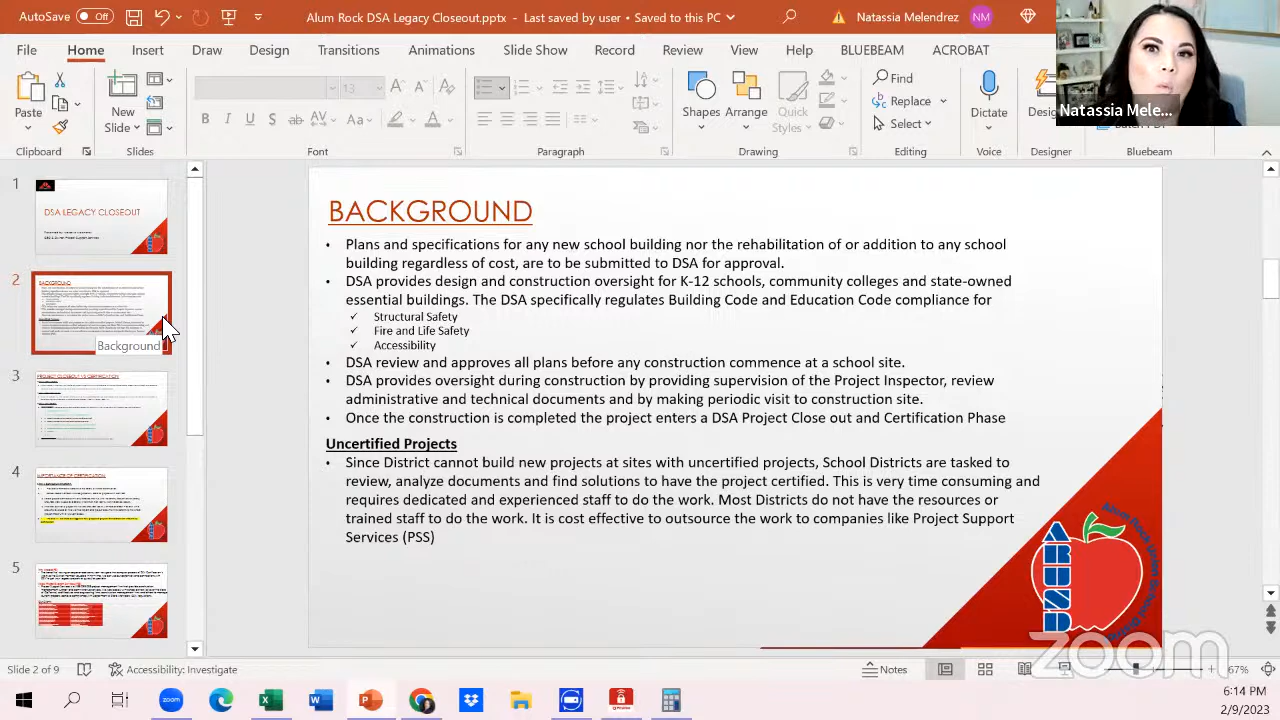 AutoSave Off Alum Rock DSA Legacy Closeout.pptx - Last saved by user • Saved to this PC Natassia Melendrez NM
File Home Insert Draw Design Transitions Animations Slide Show Record Review View Help BLUEBEAM ACROBAT
Paste New Slide Shapes Arrange Quick Styles Find Replace Select Dictate
Natassia Mele...
Clipboard Slides Font Paragraph Drawing Editing Voice Designer Bluebeam
1
DSA LEGACY CLOSEOUT
2
Background
3
4
5
BACKGROUND
• Plans and specifications for any new school building nor the rehabilitation of or addition to any school
building regardless of cost, are to be submitted to DSA for approval.
• DSA provides design and construction oversight for K-12 schools, community colleges and state-owned
essential buildings. The DSA specifically regulates Building Code and Education Code compliance for
✓ Structural Safety
✓ Fire and Life Safety
✓ Accessibility
• DSA review and approves all plans before any construction commence at a school site.
• DSA provides oversight during construction by providing supervision of the Project Inspector, review
administrative and technical documents and by making periodic visit to construction site.
• Once the construction is completed the project enters a DSA Project Close out and Certification Phase
Uncertified Projects
• Since District cannot build new projects at sites with uncertified projects, School Districts are tasked to
review, analyze documents and find solutions to have the project certified. This is very time consuming and
requires dedicated and experienced staff to do the work. Most Districts do not have the resources or
trained staff to do the work. It is cost effective to outsource the work to companies like Project Support
Services (PSS)
Alum Rock Union Elementary School District
ARUSD
zoom
Slide 2 of 9 Accessibility: Investigate Notes 67%
zoom
6:14 PM
2/9/2023